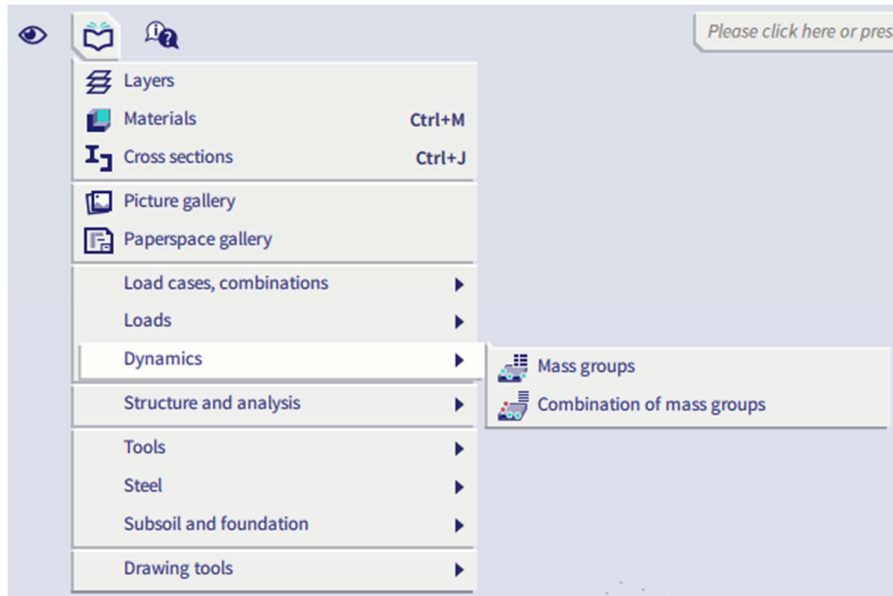 Please click here or pres
Layers
Materials Ctrl+M
Cross sections Ctrl+J
Picture gallery
Paperspace gallery
Load cases, combinations
Loads
Dynamics
Mass groups
Combination of mass groups
Structure and analysis
Tools
Steel
Subsoil and foundation
Drawing tools